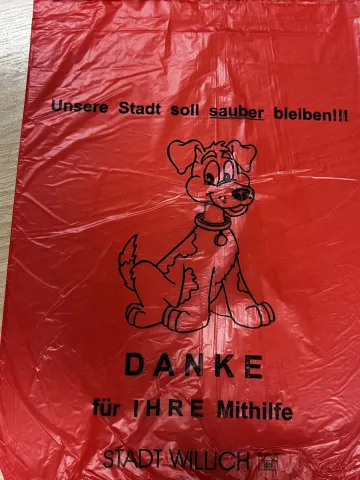 Unsere Stadt soll sauber bleiben!!!
DANKE
für IHRE Mithilfe
STADT WILLICH